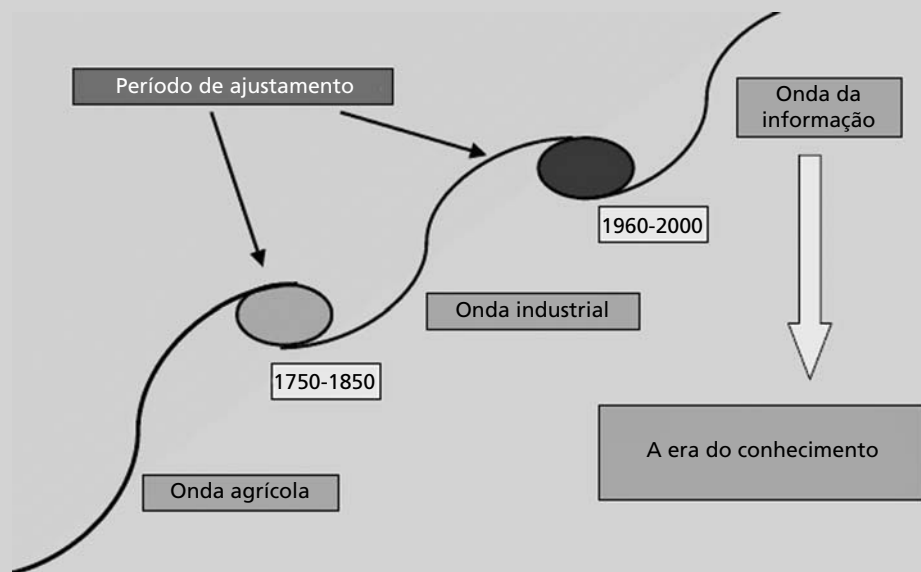 Período de ajustamento
Onda da
informação
1960-2000
Onda industrial
1750-1850
A era do conhecimento
Onda agrícola